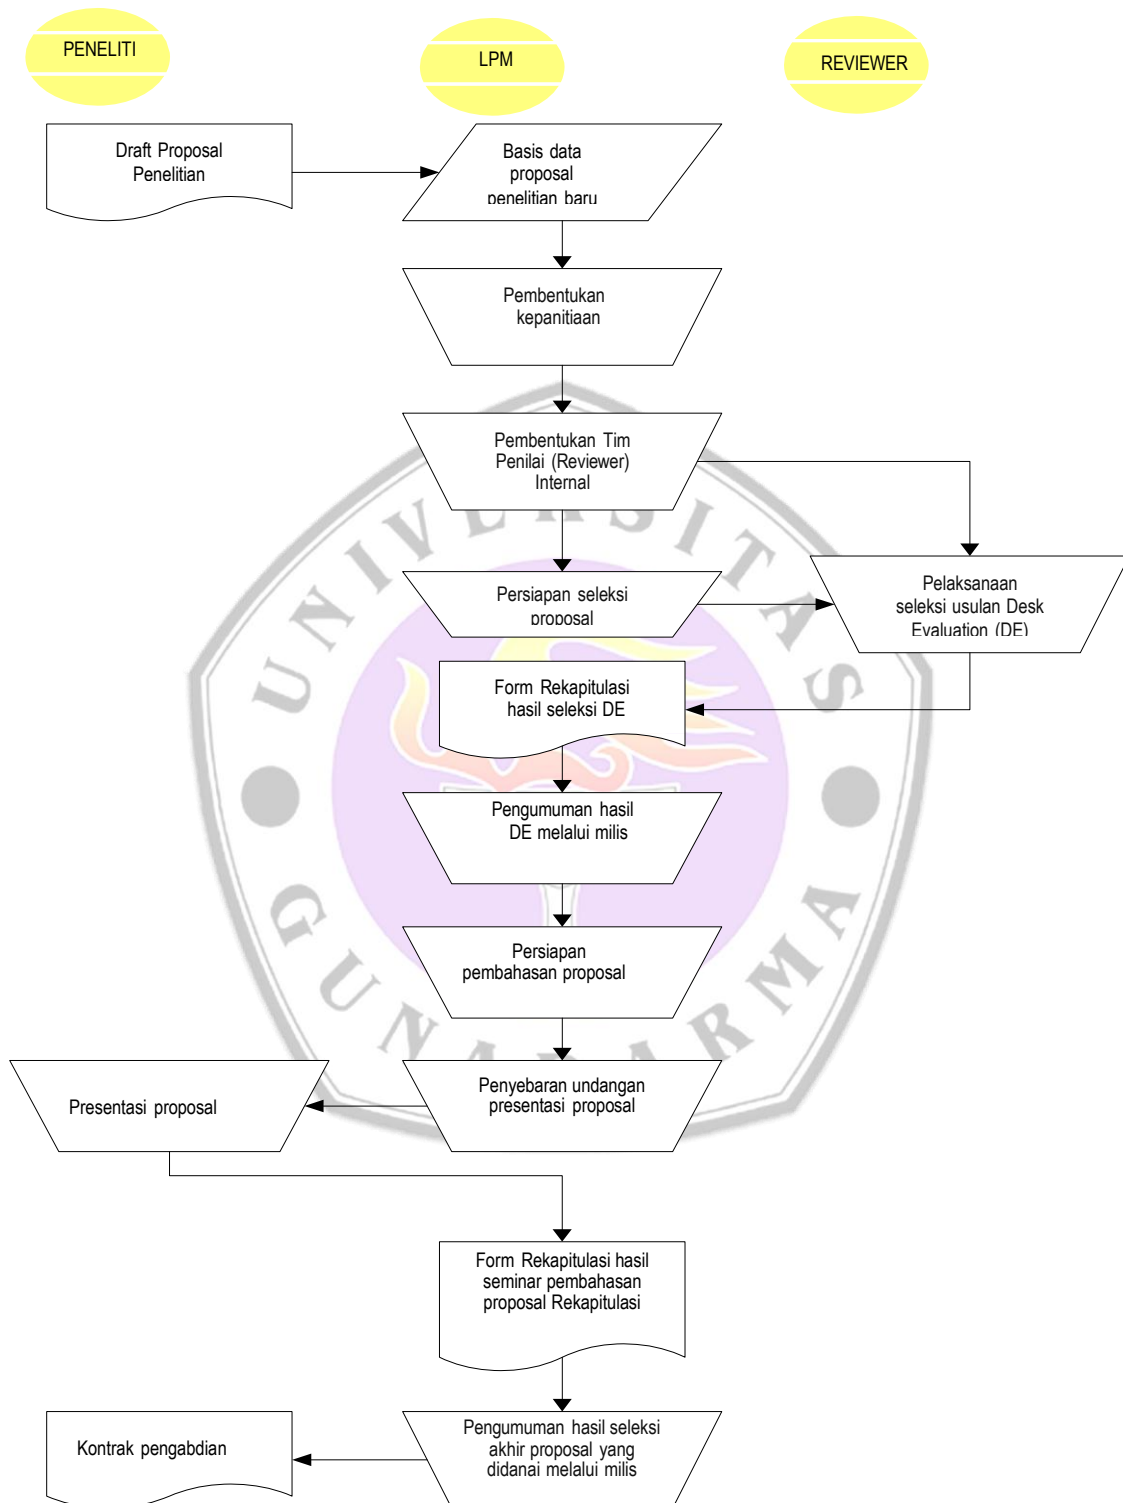 PENELITI
LPM
REVIEWER
Draft Proposal
Penelitian
Basis data
proposal
penelitian baru
Pembentukan
kepanitiaan
Pembentukan Tim
Penilai (Reviewer)
Internal
Persiapan seleksi
proposal
Pelaksanaan
seleksi usulan Desk
Evaluation (DE)
Form Rekapitulasi
hasil seleksi DE
Pengumuman hasil
DE melalui milis
Persiapan
pembahasan proposal
Penyebaran undangan
presentasi proposal
Presentasi proposal
Form Rekapitulasi hasil
seminar pembahasan
proposal Rekapitulasi
Pengumuman hasil seleksi
akhir proposal yang
didanai melalui milis
Kontrak pengabdian
UNIVERSITAS
GUNADARMA